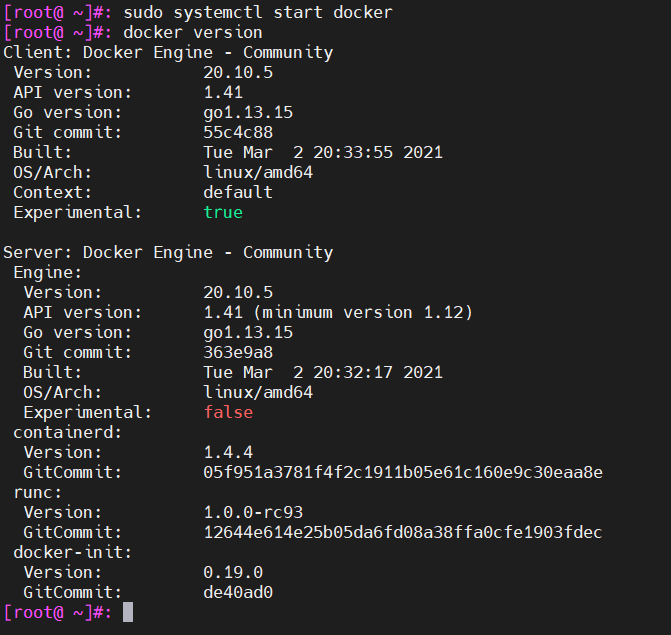 [root@ ~]#: sudo systemctl start docker
[root@ ~]#: docker version
Client: Docker Engine - Community
 Version:           20.10.5
 API version:       1.41
 Go version:        go1.13.15
 Git commit:        55c4c88
 Built:             Tue Mar  2 20:33:55 2021
 OS/Arch:           linux/amd64
 Context:           default
 Experimental:      true

Server: Docker Engine - Community
 Engine:
  Version:          20.10.5
  API version:      1.41 (minimum version 1.12)
  Go version:       go1.13.15
  Git commit:       363e9a8
  Built:            Tue Mar  2 20:32:17 2021
  OS/Arch:          linux/amd64
  Experimental:     false
 containerd:
  Version:          1.4.4
  GitCommit:        05f951a3781f4f2c1911b05e61c160e9c30eaa8e
 runc:
  Version:          1.0.0-rc93
  GitCommit:        12644e614e25b05da6fd08a38ffa0cfe1903fdec
 docker-init:
  Version:          0.19.0
  GitCommit:        de40ad0
[root@ ~]#: